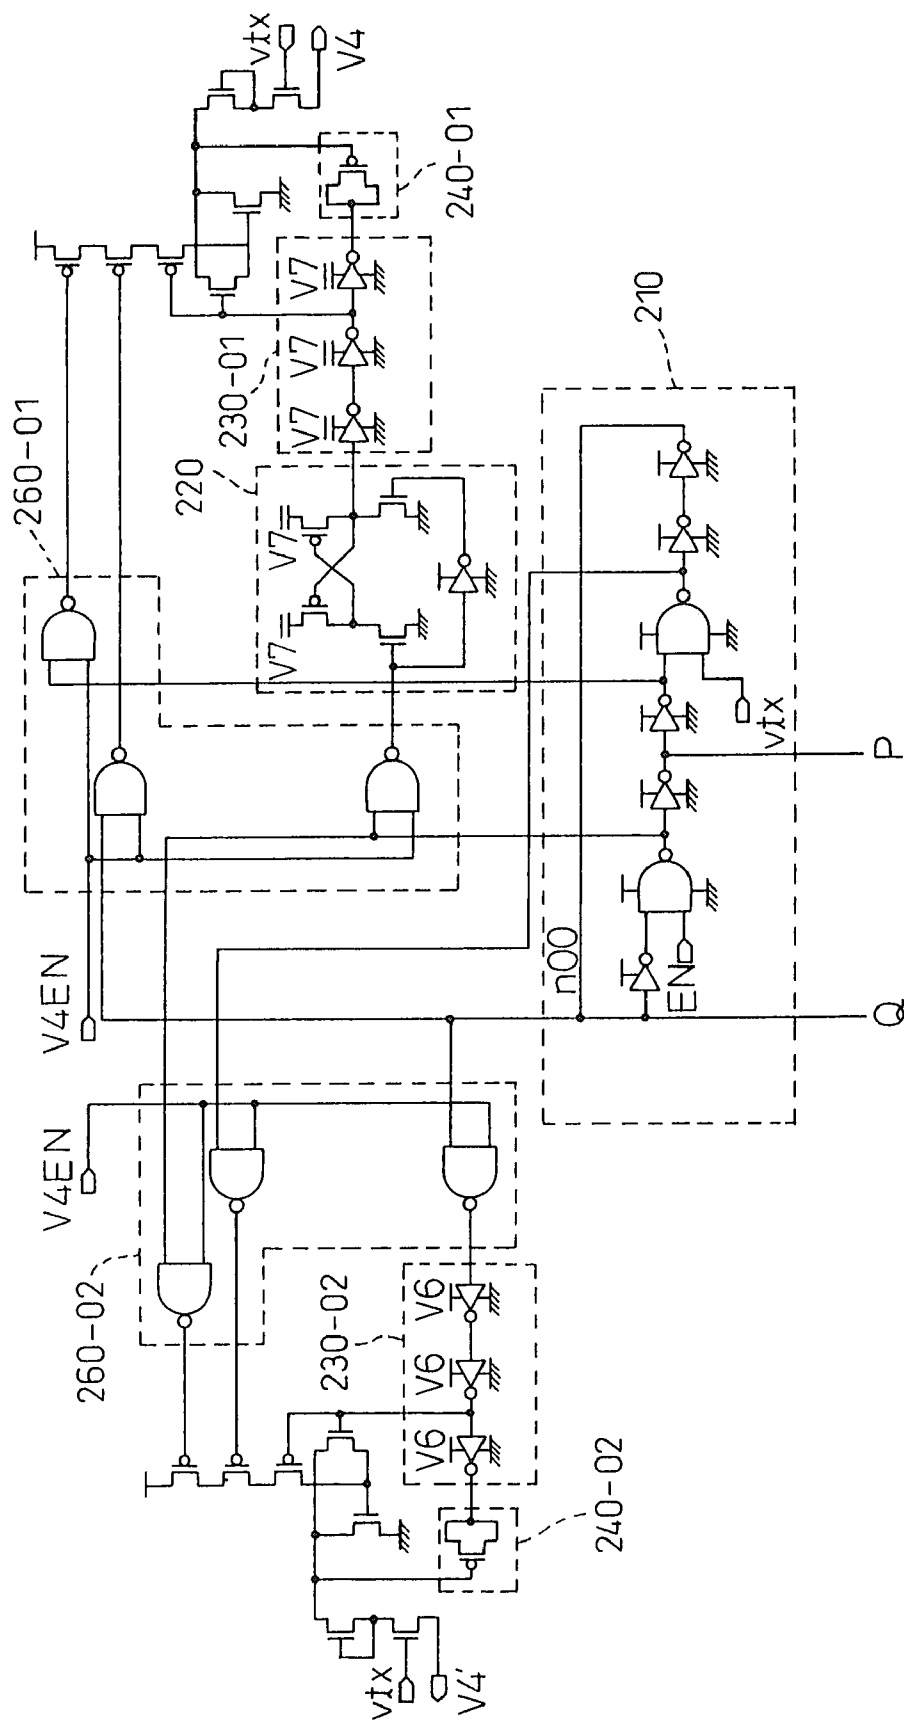 vtx
V4
240-01
V7
V7
V7
230-01
260-01
220
V7
V7
210
vtx
P
n00
EN
Q
V4EN
V4EN
260-02
230-02
V6
V6
V6
240-02
vtx
V4'